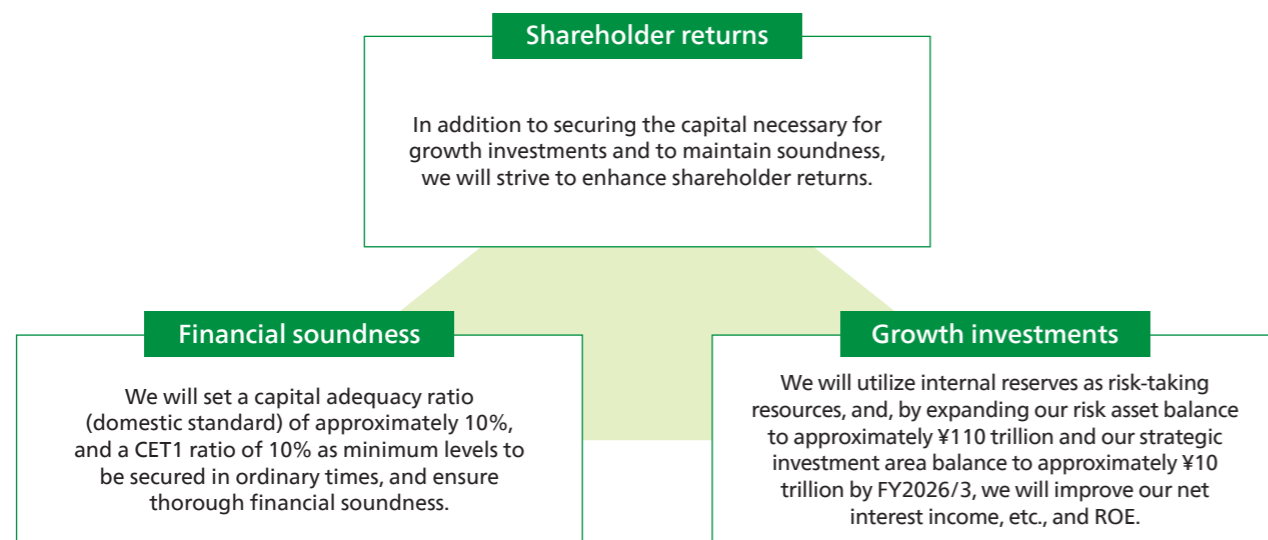 Shareholder returns
In addition to securing the capital necessary for
growth investments and to maintain soundness,
we will strive to enhance shareholder returns.
Financial soundness
We will set a capital adequacy ratio
(domestic standard) of approximately 10%,
and a CET1 ratio of 10% as minimum levels to
be secured in ordinary times, and ensure
thorough financial soundness.
Growth investments
We will utilize internal reserves as risk-taking
resources, and, by expanding our risk asset balance
to approximately ¥110 trillion and our strategic
investment area balance to approximately ¥10
trillion by FY2026/3, we will improve our net
interest income, etc., and ROE.